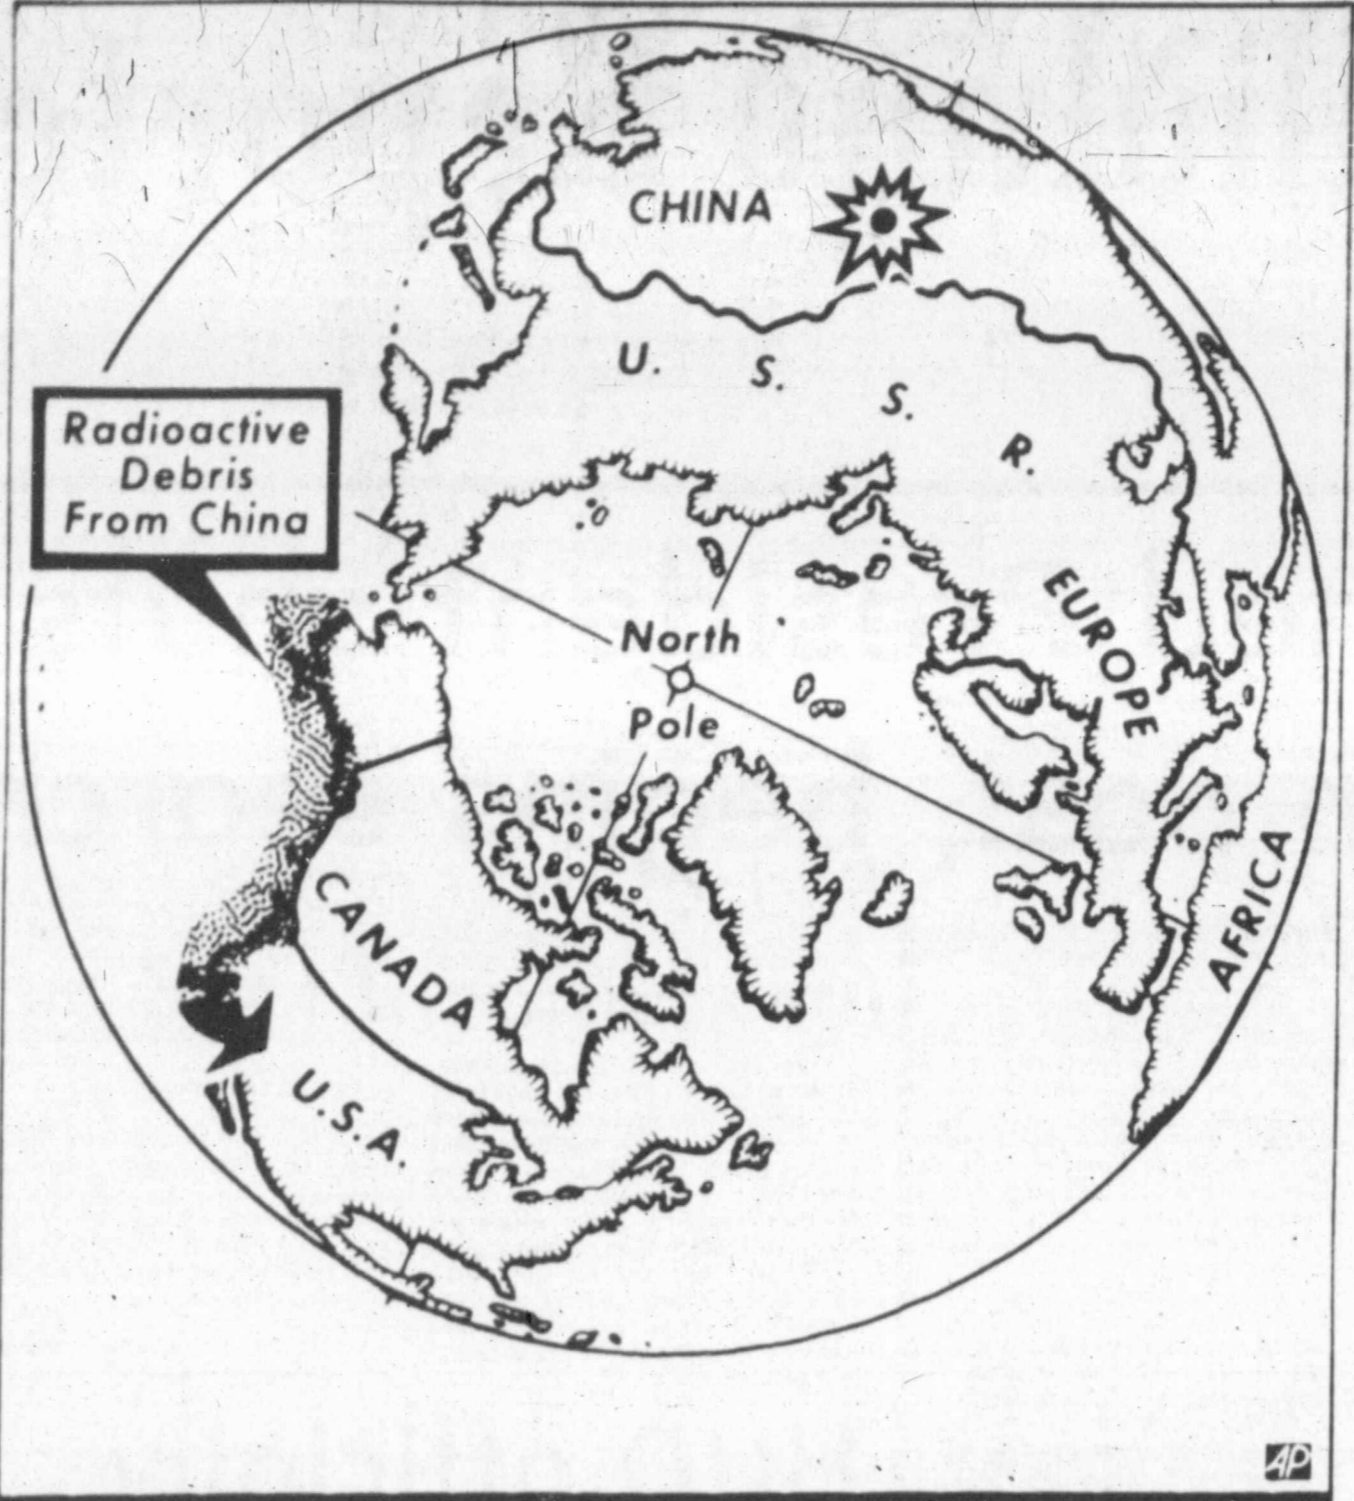 CHINA
U. S. S. R.
Radioactive
Debris
From China
EUROPE
North
Pole
CANADA
AFRICA
U.S.A.
AP